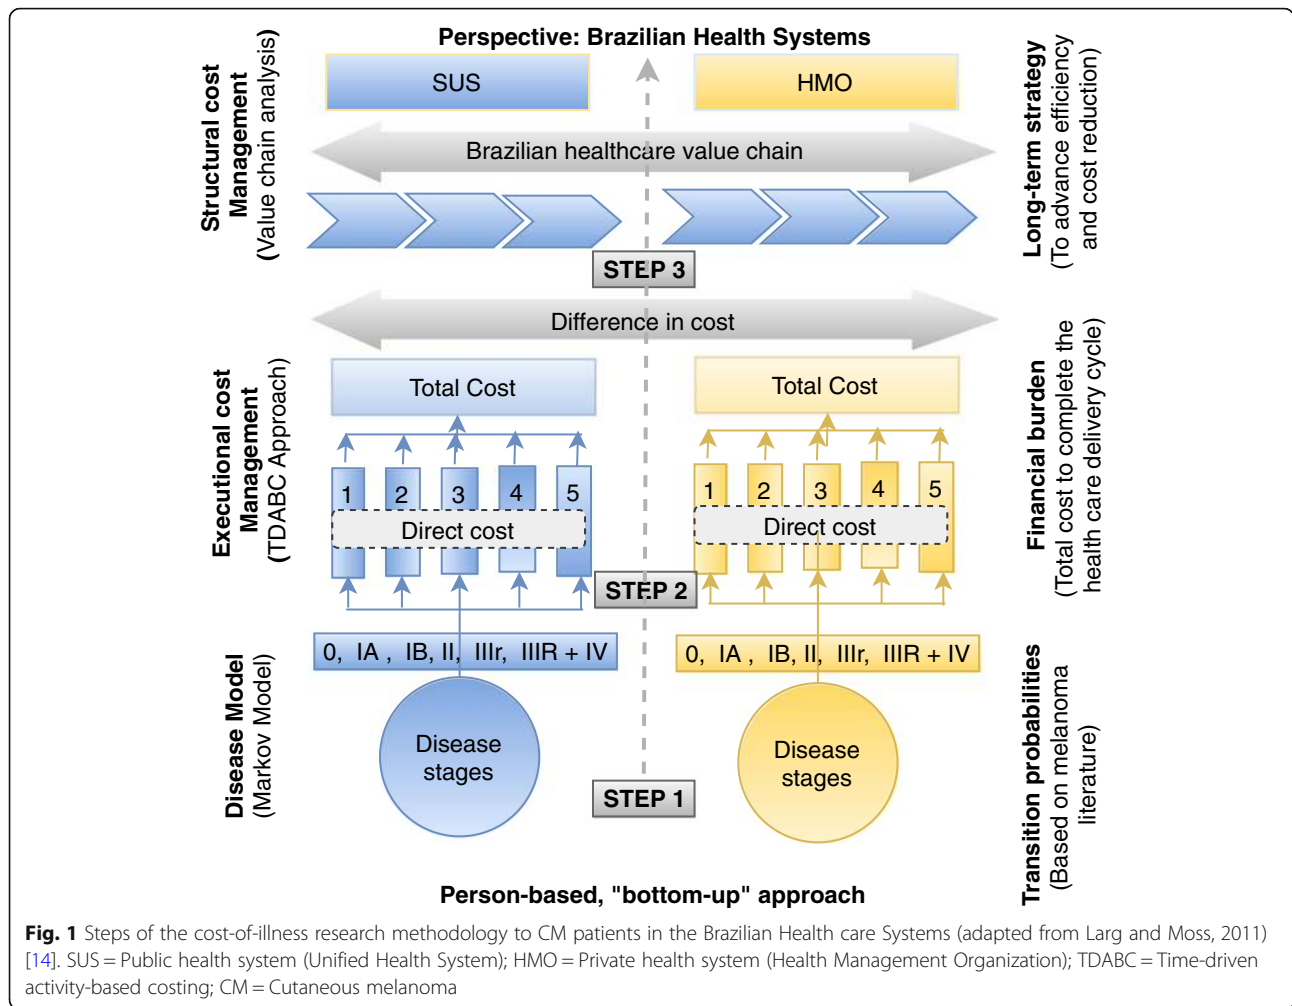 Perspective: Brazilian Health Systems
SUS
HMO
Structural cost
Management
(Value chain analysis)
Long-term strategy
(To advance efficiency
and cost reduction)
Brazilian healthcare value chain
STEP 3
Difference in cost
Executional cost
Management
(TDABC Approach)
Financial burden
(Total cost to complete the
health care delivery cycle)
Total Cost
Total Cost
1 2 3 4 5
1 2 3 4 5
Direct cost
Direct cost
STEP 2
0, IA , IB, II, IIIr, IIIR + IV
0, IA , IB, II, IIIr, IIIR + IV
Disease Model
(Markov Model)
Transition probabilities
(Based on melanoma
literature)
Disease
stages
Disease
stages
STEP 1
Person-based, "bottom-up" approach
Fig. 1 Steps of the cost-of-illness research methodology to CM patients in the Brazilian Health care Systems (adapted from Larg and Moss, 2011)
[14]. SUS = Public health system (Unified Health System); HMO = Private health system (Health Management Organization); TDABC = Time-driven
activity-based costing; CM = Cutaneous melanoma